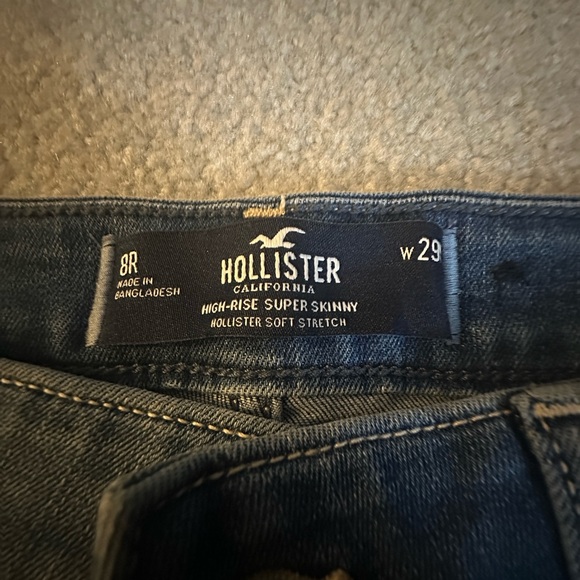 8R
MADE IN
BANGLADESH
HOLLISTER
CALIFORNIA
HIGH-RISE SUPER SKINNY
HOLLISTER SOFT STRETCH
W 29